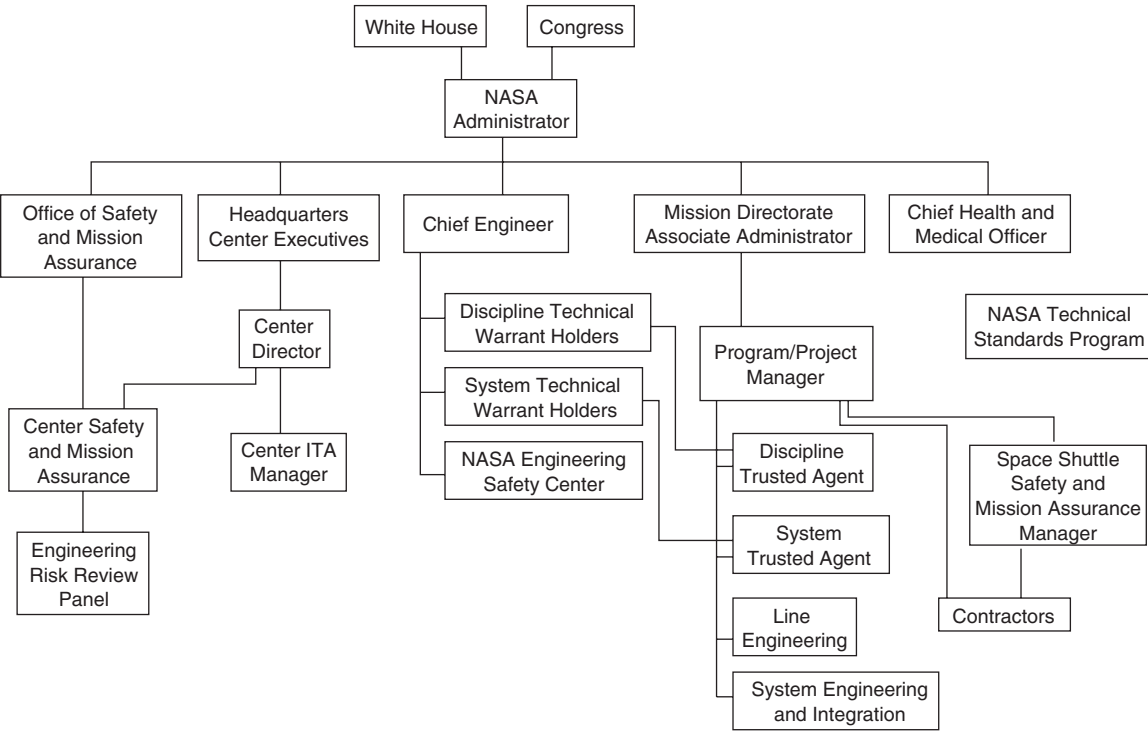 White House
Congress
NASA
Administrator
Office of Safety
and Mission
Assurance
Headquarters
Center Executives
Chief Engineer
Mission Directorate
Associate Administrator
Chief Health and
Medical Officer
Discipline Technical
Warrant Holders
NASA Technical
Standards Program
Center
Director
Program/Project
Manager
System Technical
Warrant Holders
Center Safety
and Mission
Assurance
Center ITA
Manager
NASA Engineering
Safety Center
Discipline
Trusted Agent
Space Shuttle
Safety and
Mission Assurance
Manager
Engineering
Risk Review
Panel
System
Trusted Agent
Line
Engineering
Contractors
System Engineering
and Integration